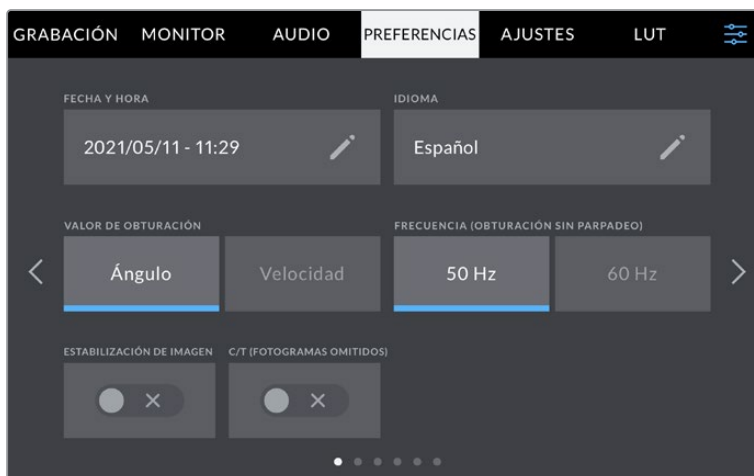 GRABACIÓN MONITOR AUDIO PREFERENCIAS AJUSTES LUT
FECHA Y HORA IDIOMA
2021/05/11 - 11:29 Español
VALOR DE OBTURACIÓN FRECUENCIA (OBTURACIÓN SIN PARPADEO)
Ángulo Velocidad 50 Hz 60 Hz
ESTABILIZACIÓN DE IMAGEN C/T (FOTOGRAMAS OMITIDOS)